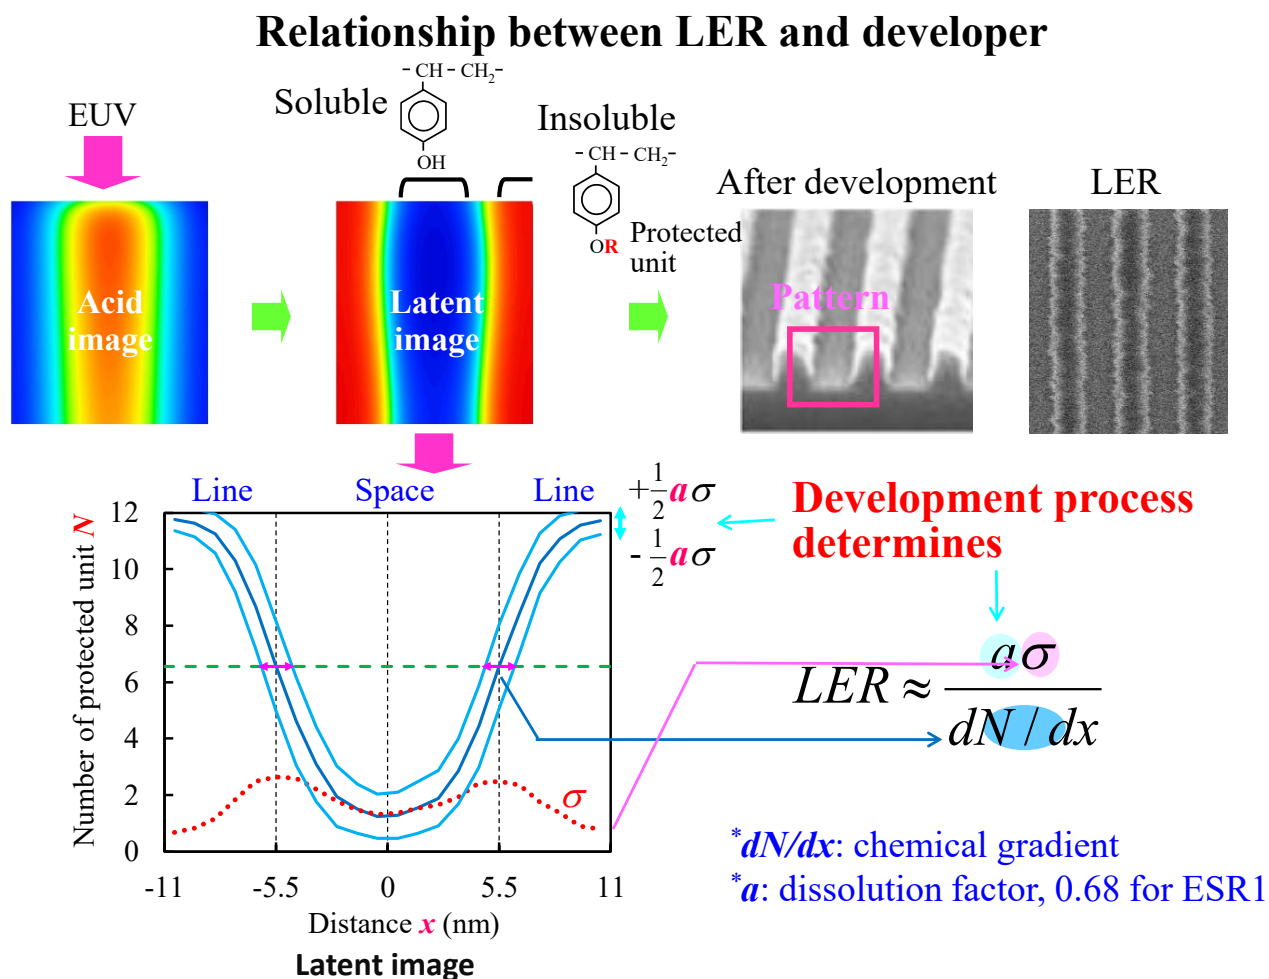 Relationship between LER and developer
EUV
Soluble
- CH - CH2-
OH
Insoluble
- CH - CH2-
OR
Protected
unit
After development
LER
Acid
image
Latent
image
Pattern
Line
Space
Line
+1/2 aσ
- 1/2 aσ
Development process
determines
Number of protected unit N
12
10
8
6
4
2
0
σ
-11
-5.5
0
5.5
11
Distance x (nm)
Latent image
LER ≈ aσ / dN / dx
*dN/dx: chemical gradient
*a: dissolution factor, 0.68 for ESR1